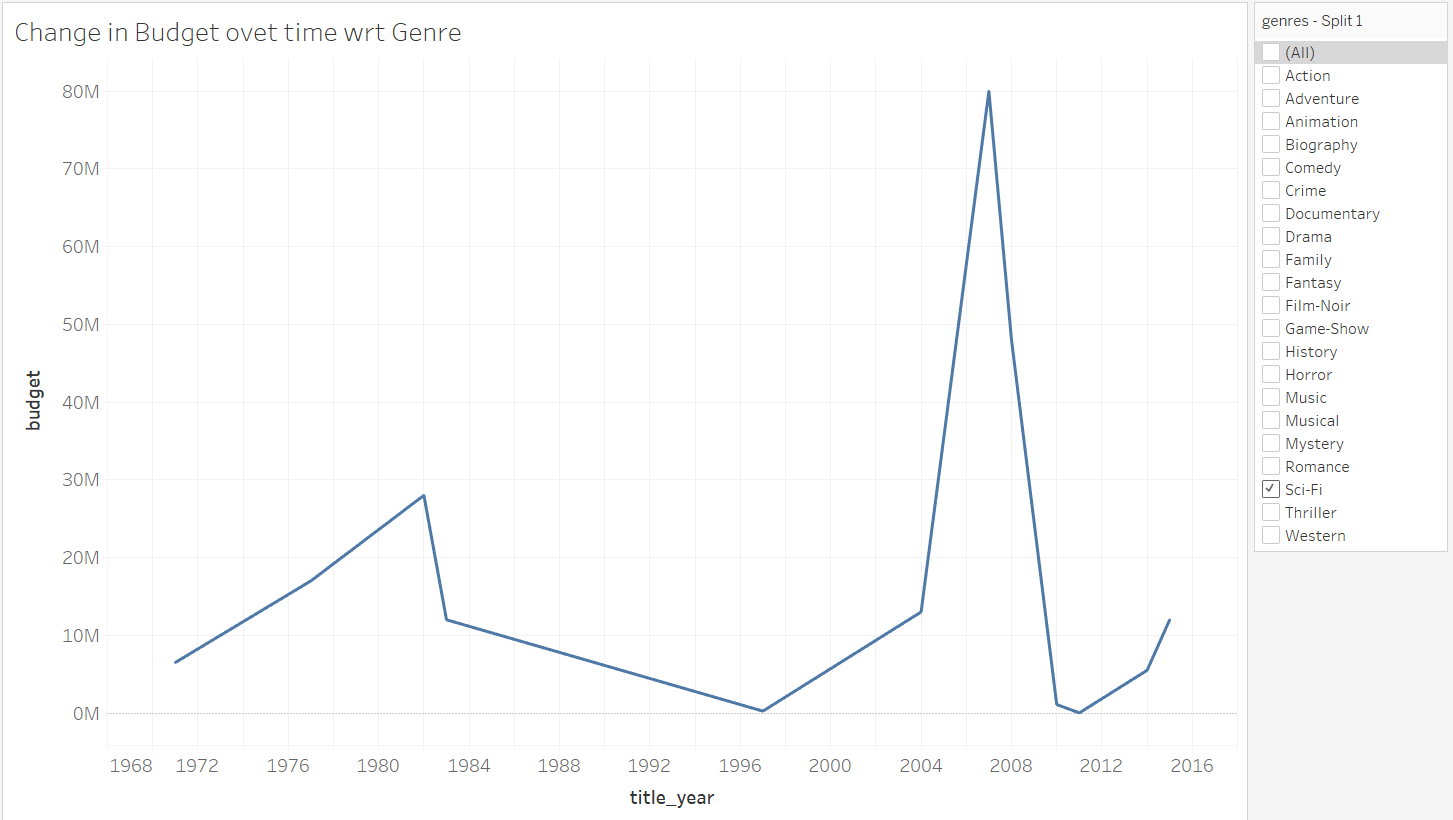 Change in Budget ovet time wrt Genre
80M
70M
60M
50M
40M
30M
20M
10M
0M
budget
1968 1972 1976 1980 1984 1988 1992 1996 2000 2004 2008 2012 2016
title_year
genres - Split 1
(All)
Action
Adventure
Animation
Biography
Comedy
Crime
Documentary
Drama
Family
Fantasy
Film-Noir
Game-Show
History
Horror
Music
Musical
Mystery
Romance
Sci-Fi
Thriller
Western